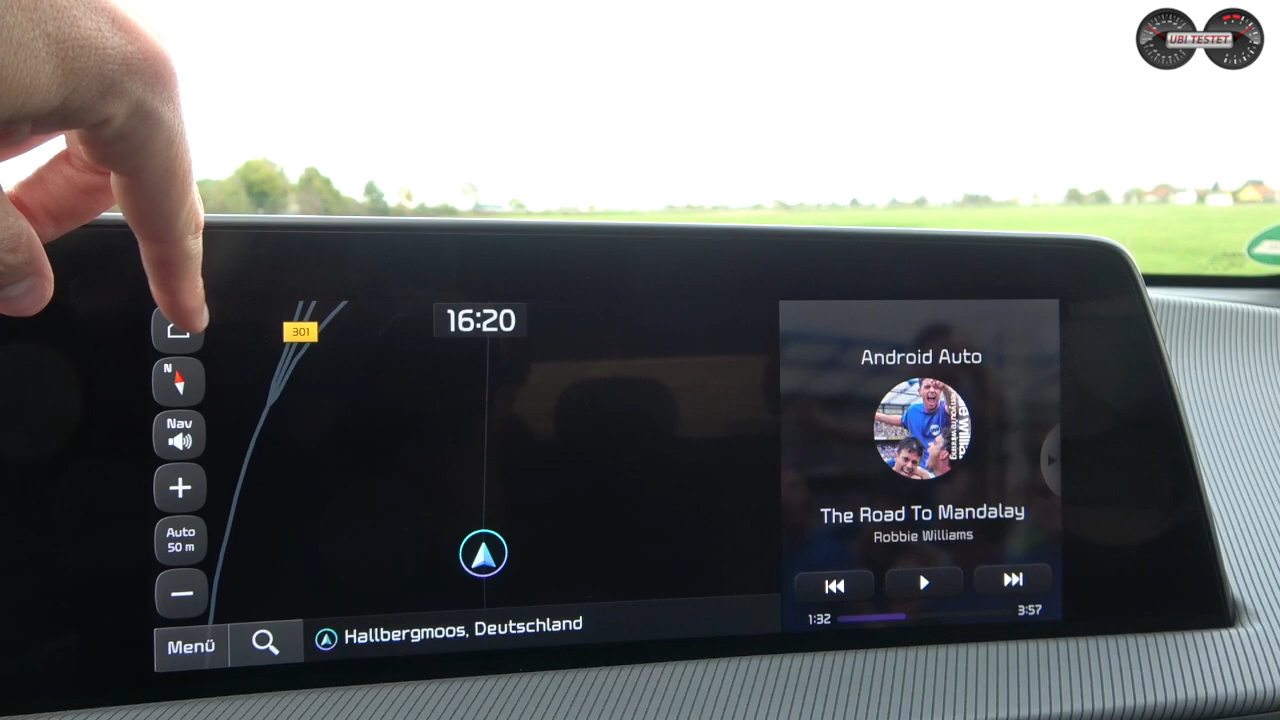 UBI TESTET
301
16:20
N
Nav
Auto
50 m
Menü
Hallbergmoos, Deutschland
Android Auto
The Road To Mandalay
Robbie Williams
1:32
3:57